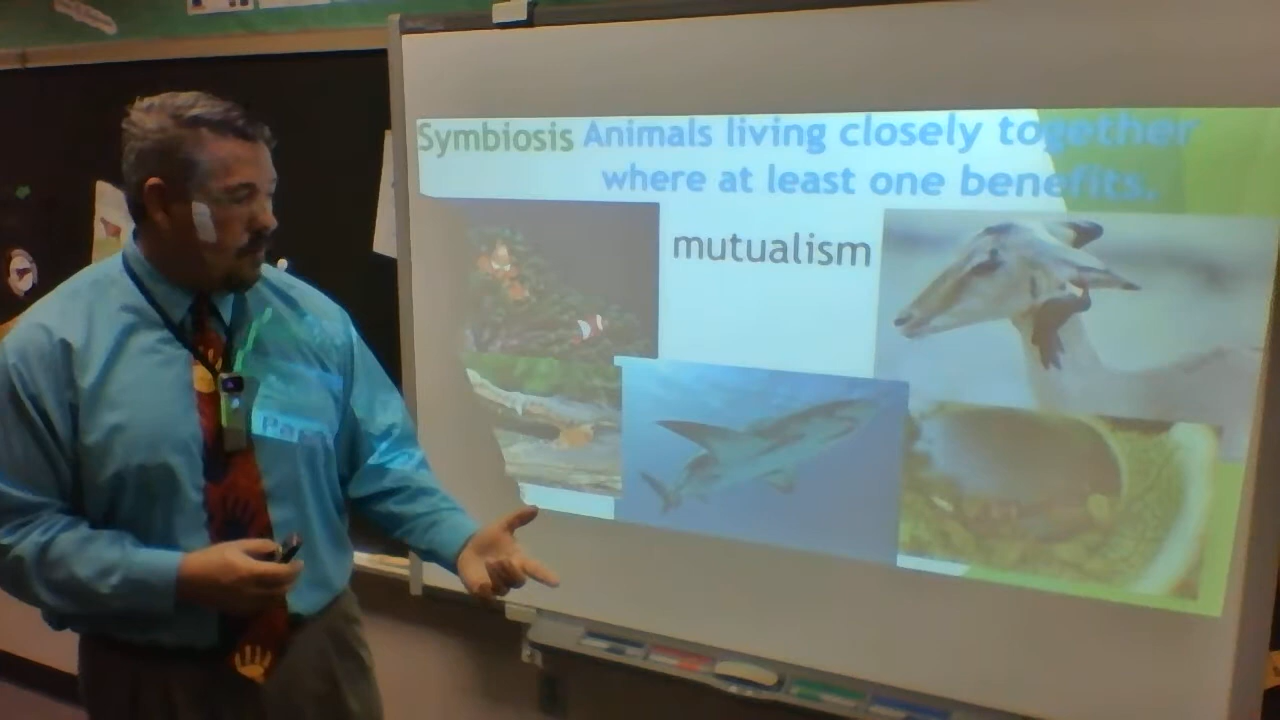 Symbiosis Animals living closely together
where at least one benefits.
mutualism